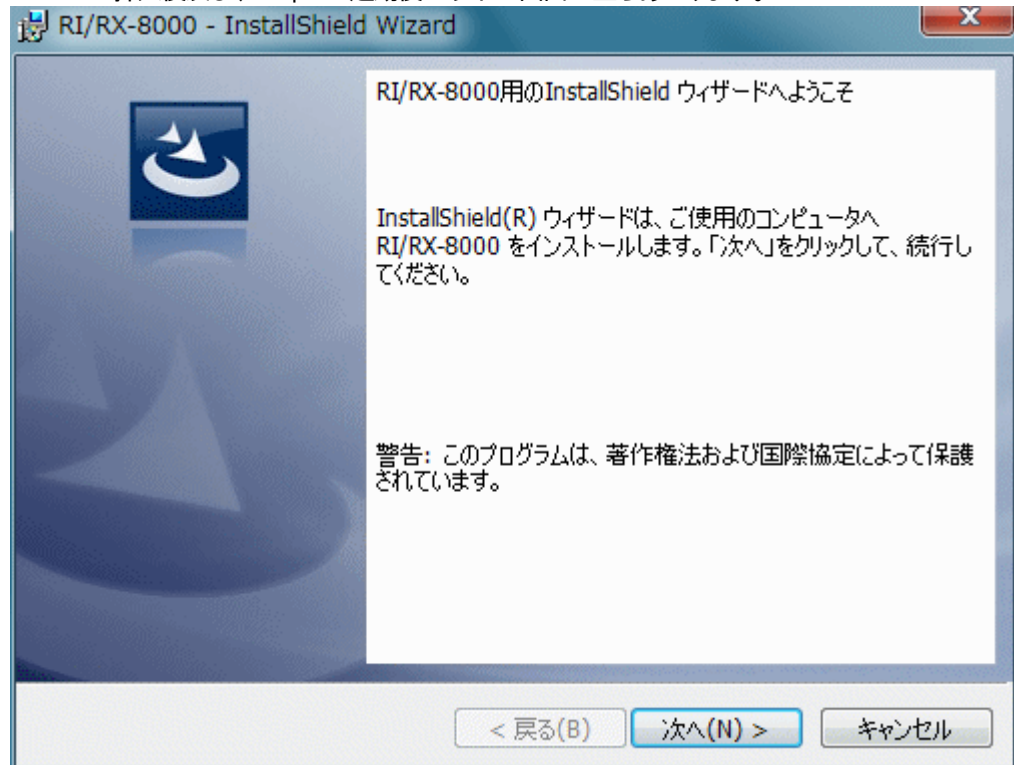 RI/RX-8000 - InstallShield Wizard
RI/RX-8000用のInstallShield ウィザードへようこそ
InstallShield(R) ウィザードは、ご使用のコンピュータへ
RI/RX-8000 をインストールします。「次へ」をクリックして、続行し
てください。
警告: このプログラムは、著作権法および国際協定によって保護
されています。
< 戻る(B)
次へ(N) >
キャンセル